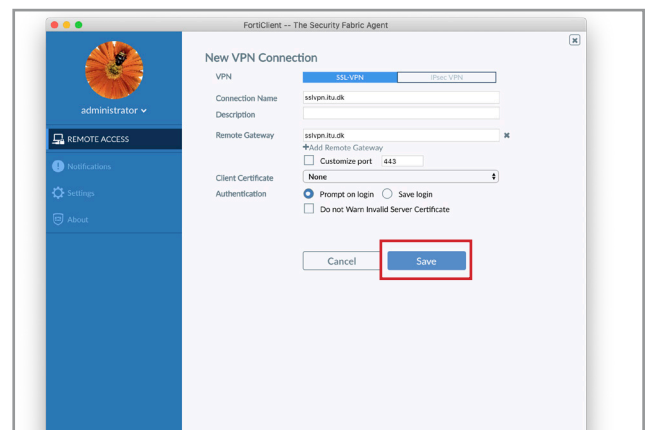 FortiClient -- The Security Fabric Agent
administrator
REMOTE ACCESS
Notifications
Settings
About
New VPN Connection
VPN SSL-VPN IPsec VPN
Connection Name sslvpn.itu.dk
Description
Remote Gateway sslvpn.itu.dk
+Add Remote Gateway
Customize port 443
Client Certificate None
Authentication Prompt on login Save login
Do not Warn Invalid Server Certificate
Cancel Save